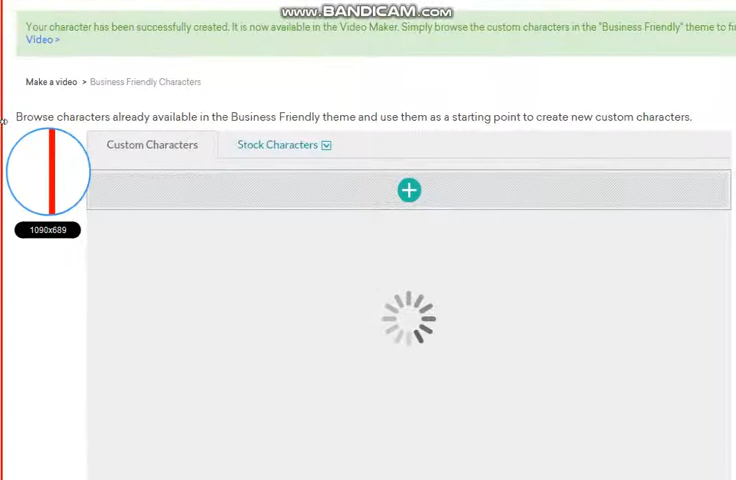 www.BANDICAM.com
Your character has been successfully created. It is now available in the Video Maker. Simply browse the custom characters in the "Business Friendly" theme to
Video >
Make a video > Business Friendly Characters
Browse characters already available in the Business Friendly theme and use them as a starting point to create new custom characters.
Custom Characters Stock Characters
1090x689